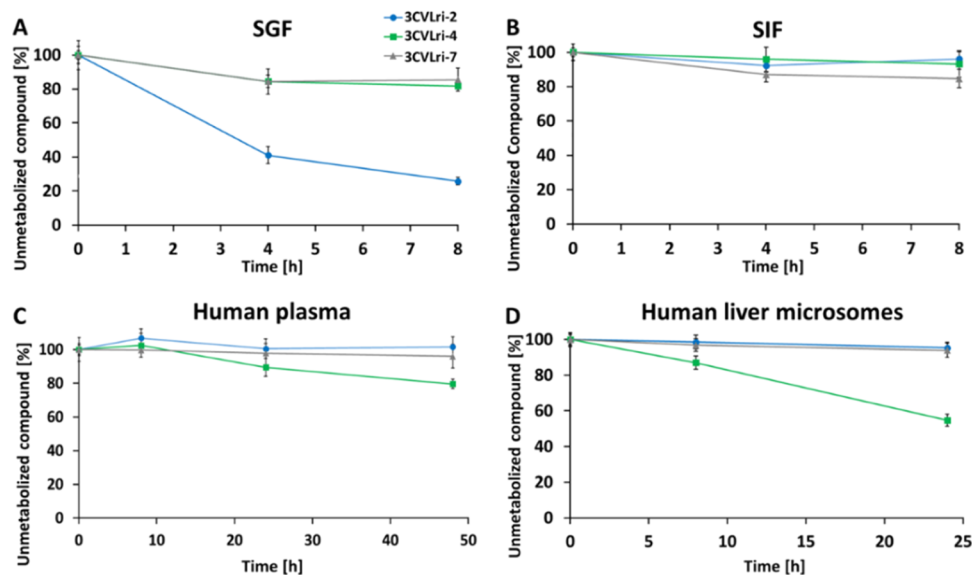 A
SGF
3CVLri-2
3CVLri-4
3CVLri-7
Unmetabolized compound [%]
100
80
60
40
20
0
0 1 2 3 4 5 6 7 8
Time [h]
B
SIF
Unmetabolized Compound [%]
100
80
60
40
20
0
0 1 2 3 4 5 6 7 8
Time [h]
C
Human plasma
Unmetabolized compound [%]
100
80
60
40
20
0
0 10 20 30 40 50
Time [h]
D
Human liver microsomes
Unmetabolized compound [%]
100
80
60
40
20
0
0 5 10 15 20 25
Time [h]